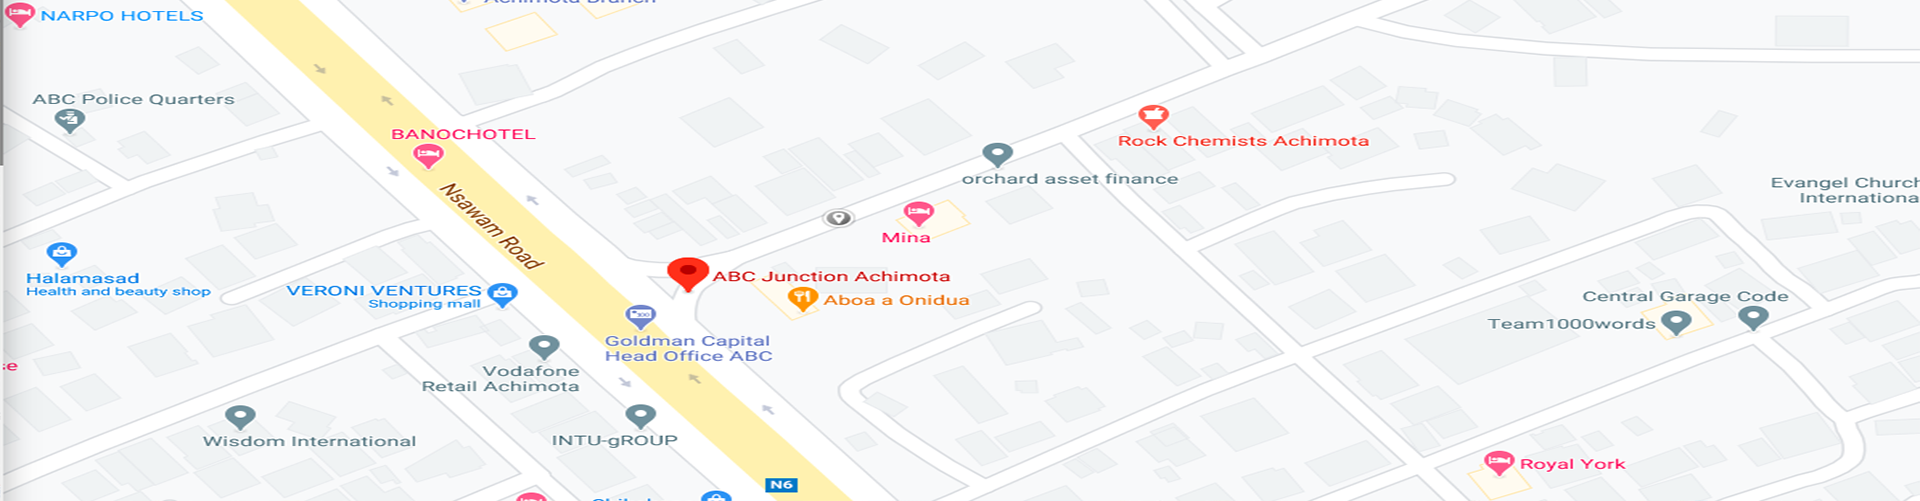 NARPO HOTELS
ABC Police Quarters
BANOCHOTEL
Rock Chemists Achimota
orchard asset finance
Evangel Church
Nsawam Road
Mina
Halamasad
Health and beauty shop
VERONI VENTURES
Shopping mall
ABC Junction Achimota
Aboa a Onidua
Central Garage Code
Team1000words
Goldman Capital
Head Office ABC
Vodafone
Retail Achimota
Wisdom International
INTU-gROUP
Royal York
N6